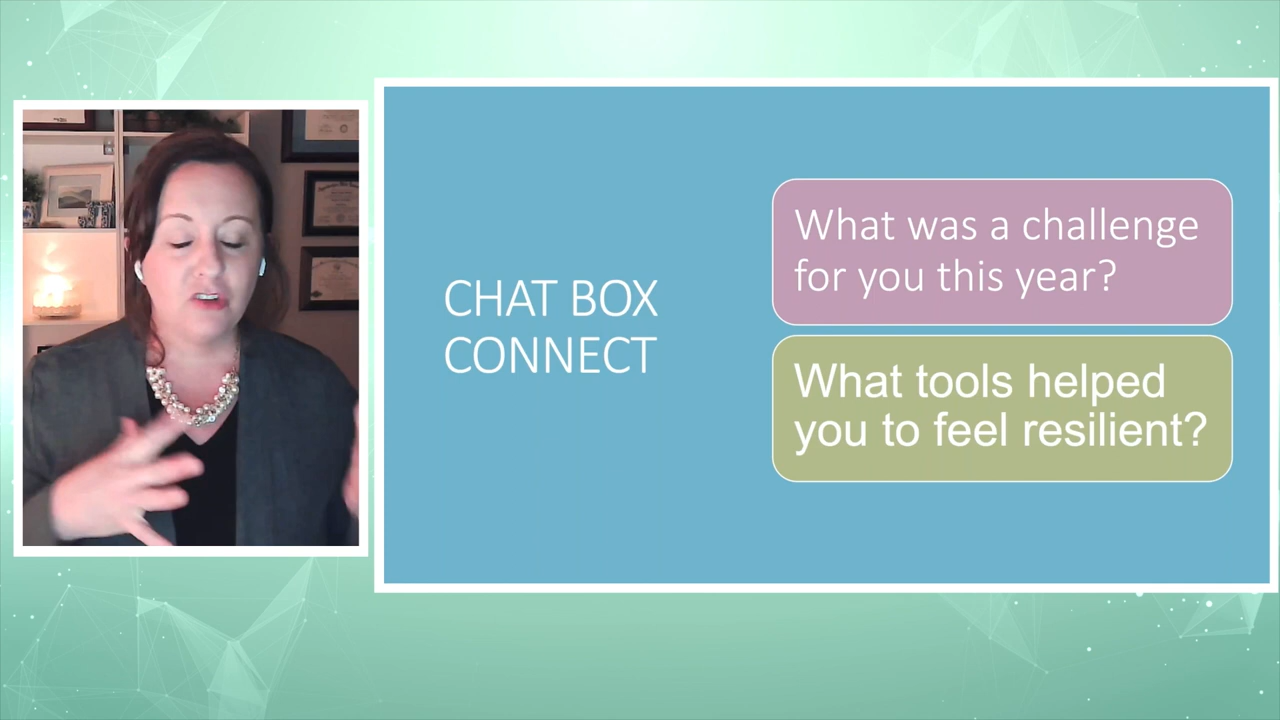 CHAT BOX
CONNECT
What was a challenge
for you this year?
What tools helped
you to feel resilient?